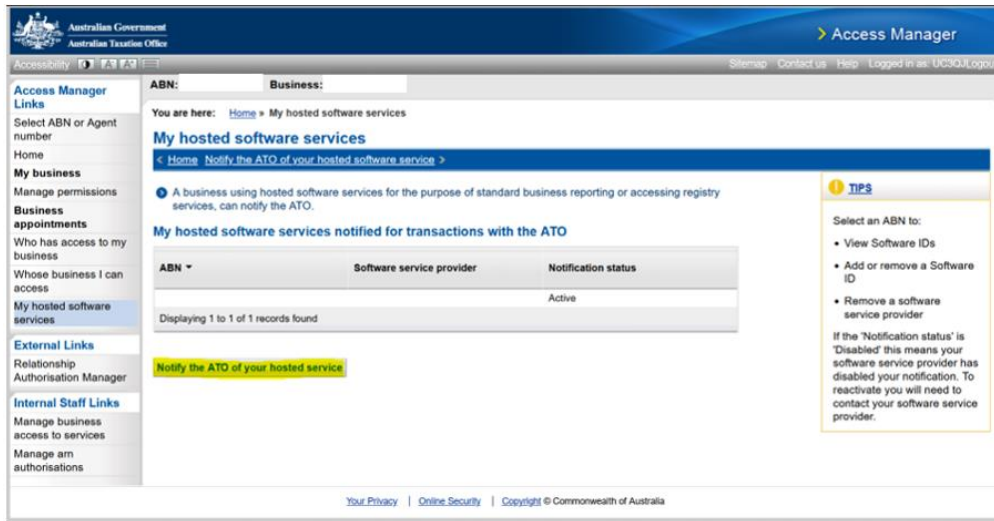 Australian Government
Australian Taxation Office
Access Manager
Accessibility
Sitemap Contact us Help Logged in as: UC3QJLogou
Access Manager
Links
Select ABN or Agent
number
Home
My business
Manage permissions
Business
appointments
Who has access to my
business
Whose business I can
access
My hosted software
services
External Links
Relationship
Authorisation Manager
Internal Staff Links
Manage business
access to services
Manage arn
authorisations
ABN: Business:
You are here: Home » My hosted software services
My hosted software services
< Home Notify the ATO of your hosted software service >
A business using hosted software services for the purpose of standard business reporting or accessing registry
services, can notify the ATO.
My hosted software services notified for transactions with the ATO
ABN Software service provider Notification status
Active
Displaying 1 to 1 of 1 records found
Notify the ATO of your hosted service
TIPS
Select an ABN to:
• View Software IDs
• Add or remove a Software
ID
• Remove a software
service provider
If the 'Notification status' is
'Disabled' this means your
software service provider has
disabled your notification. To
reactivate you will need to
contact your software service
provider.
Your Privacy | Online Security | Copyright © Commonwealth of Australia